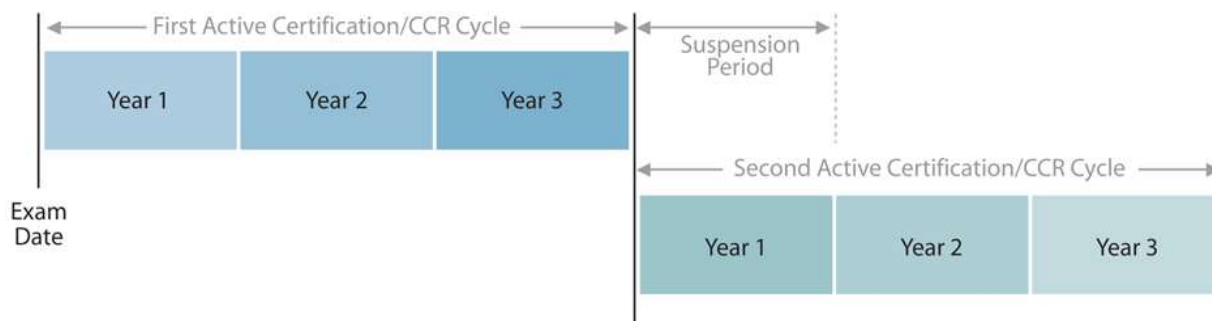 First Active Certification/CCR Cycle
Suspension
Period
Year 1
Year 2
Year 3
Second Active Certification/CCR Cycle
Exam
Date
Year 1
Year 2
Year 3